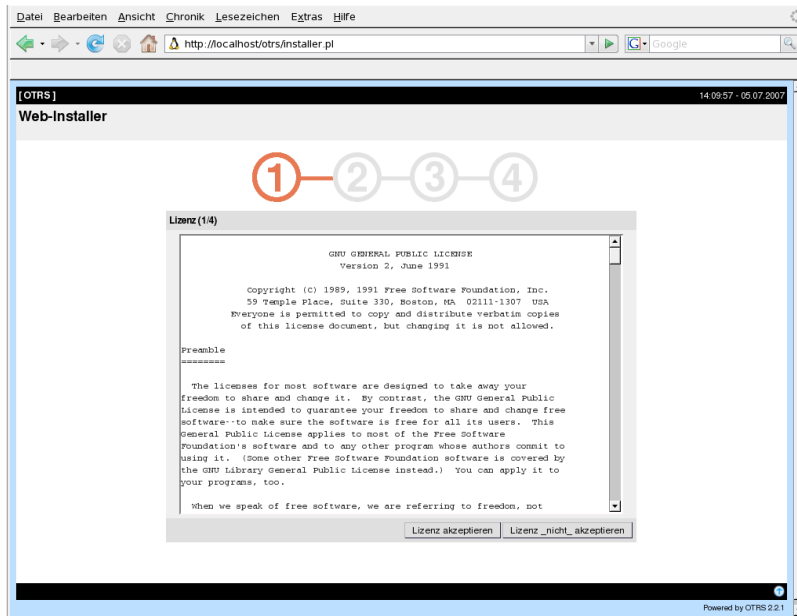 Datei Bearbeiten Ansicht Chronik Lesezeichen Extras Hilfe
http://localhost/otrs/installer.pl
G Google
[ OTRS ] 14:09:57 - 05.07.2007
Web-Installer
1 2 3 4
Lizenz (1/4)
GNU GENERAL PUBLIC LICENSE
Version 2, June 1991
Copyright (C) 1989, 1991 Free Software Foundation, Inc.
59 Temple Place, Suite 330, Boston, MA 02111-1307 USA
Everyone is permitted to copy and distribute verbatim copies
of this license document, but changing it is not allowed.
Preamble
========
The licenses for most software are designed to take away your
freedom to share and change it. By contrast, the GNU General Public
License is intended to guarantee your freedom to share and change free
software--to make sure the software is free for all its users. This
General Public License applies to most of the Free Software
Foundation's software and to any other program whose authors commit to
using it. (Some other Free Software Foundation software is covered by
the GNU Library General Public License instead.) You can apply it to
your programs, too.
When we speak of free software, we are referring to freedom, not
Lizenz akzeptieren Lizenz _nicht_ akzeptieren
Powered by OTRS 2.2.1